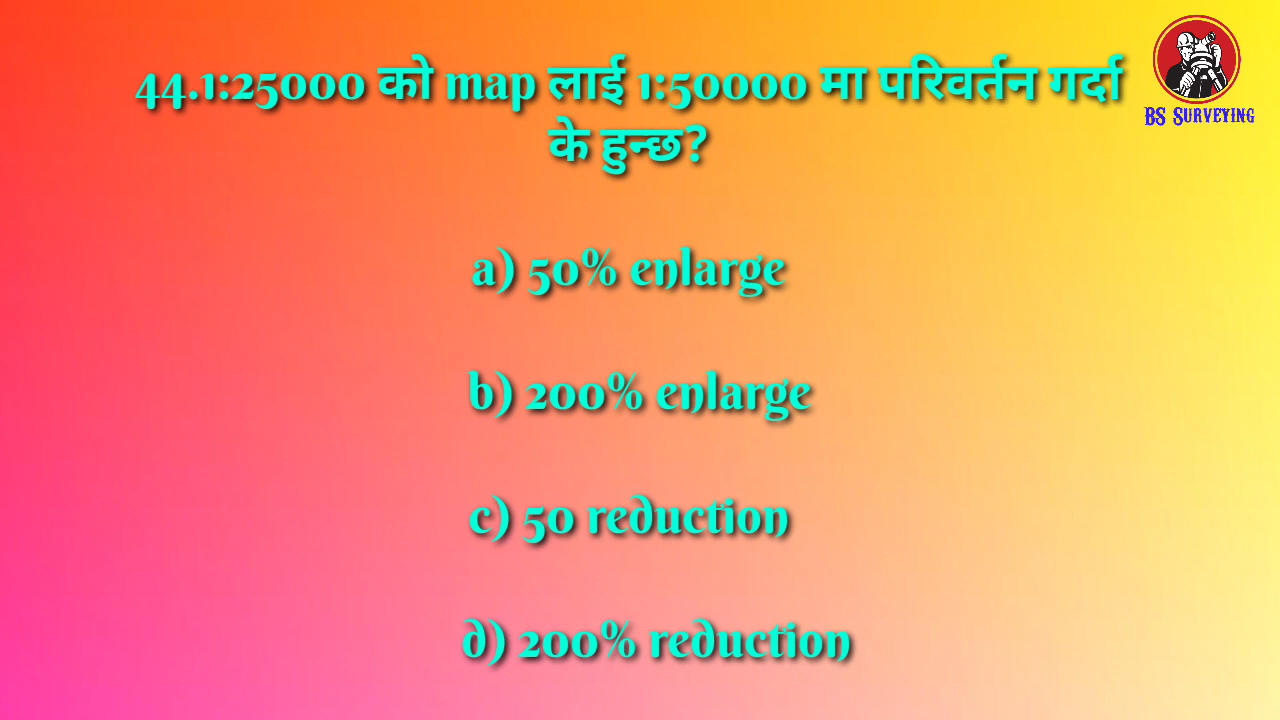 44.1:25000 को map लाई 1:50000 मा परिवर्तन गर्दा
के हुन्छ?
BS Surveying
a) 50% enlarge
b) 200% enlarge
c) 50 reduction
d) 200% reduction